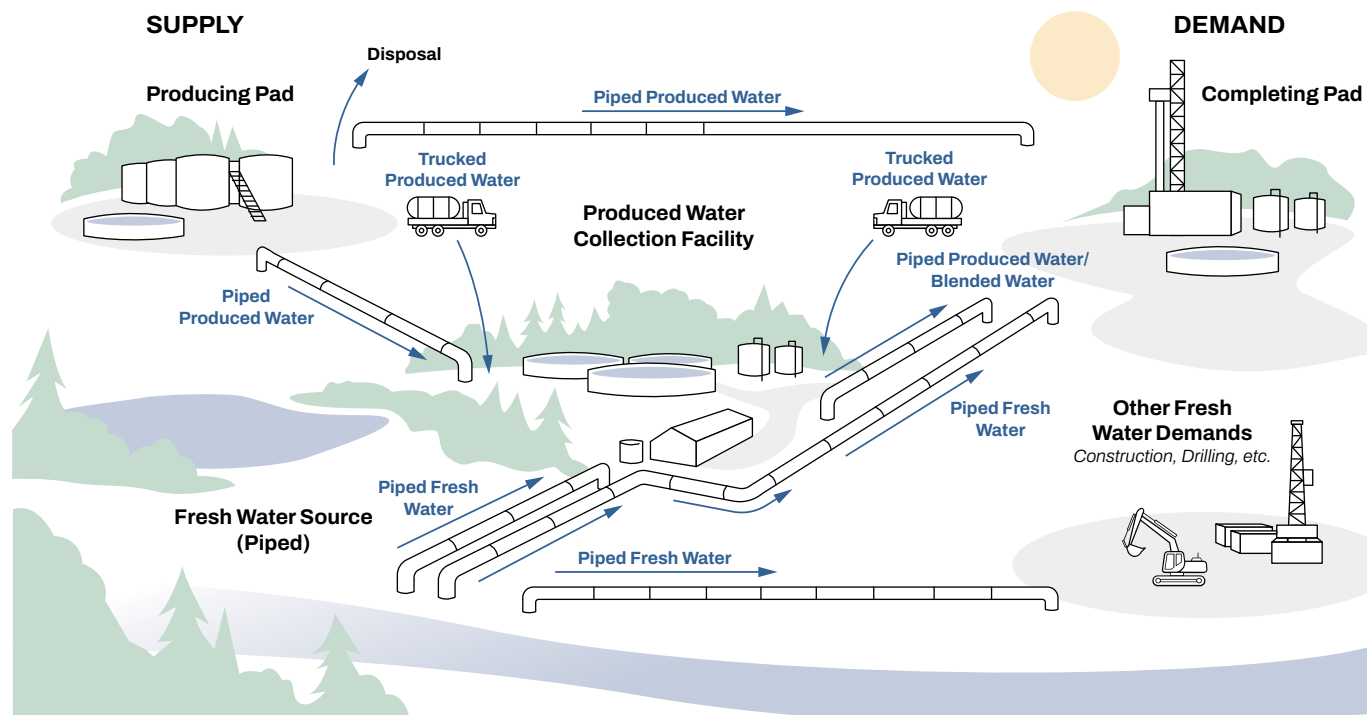 SUPPLY
DEMAND
Disposal
Producing Pad
Piped Produced Water
Completing Pad
Trucked
Produced Water
Trucked
Produced Water
Produced Water
Collection Facility
Piped Produced Water/
Blended Water
Piped
Produced Water
Piped Fresh
Water
Other Fresh
Water Demands
Construction, Drilling, etc.
Piped Fresh
Water
Fresh Water Source
(Piped)
Piped Fresh Water